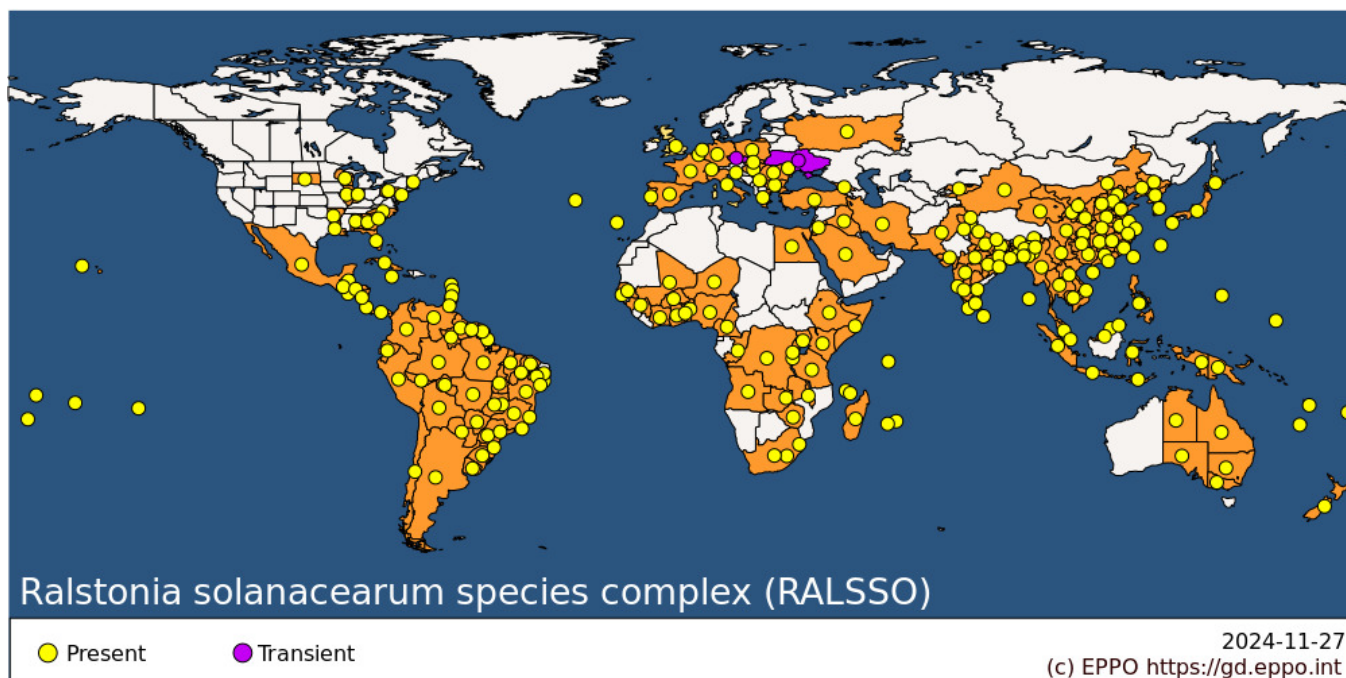 Ralstonia solanacearum species complex (RALSSO)
Present
Transient
2024-11-27
(c) EPPO https://gd.eppo.int